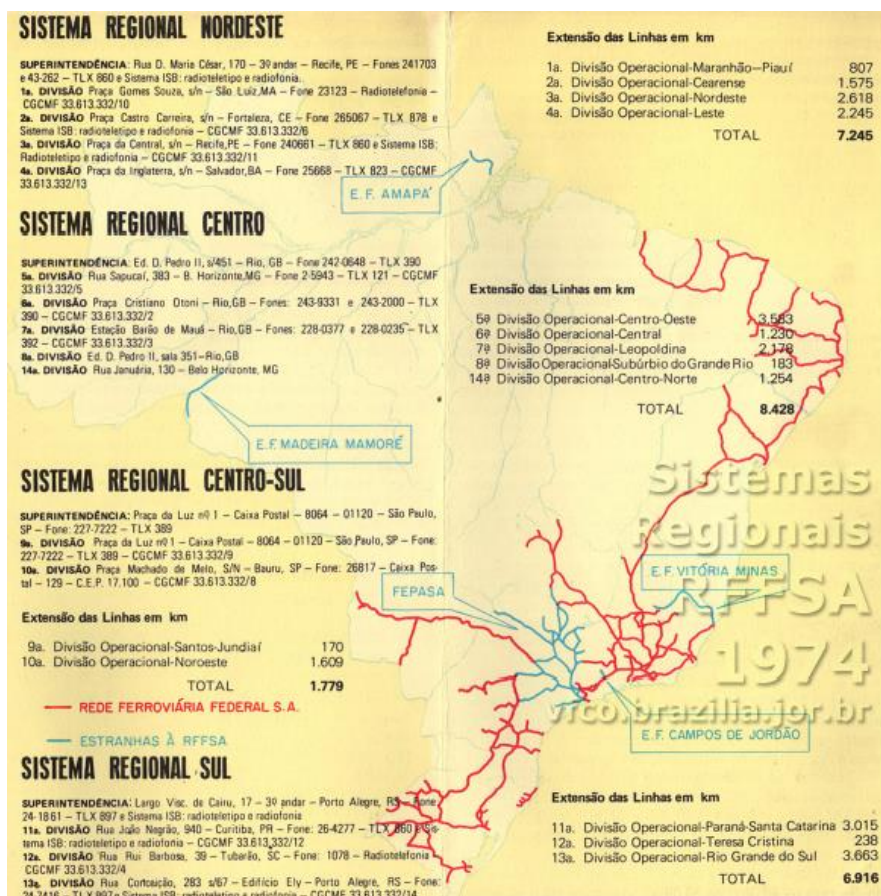 SISTEMA REGIONAL NORDESTE
SUPERINTENDÊNCIA: Rua D. Maria César, 170 – 3º andar – Recife, PE – Fones 241703
e 43-262 – TLX 860 e Sistema ISB: radioteletipo e radiofonia.
1a. DIVISÃO Praça Gomes Souza, s/n – São Luiz, MA – Fone 23123 – Radiotelefonia –
CGCMF 33.613.332/10
2a. DIVISÃO Praça Castro Carreira, s/n – Fortaleza, CE – Fone 265067 – TLX 878 e
Sistema ISB: radioteletipo e radiofonia – CGCMF 33.613.332/6
3a. DIVISÃO Praça da Central, s/n – Recife, PE – Fone 240661 – TLX 860 e Sistema ISB:
Radioteletipo e radiofonia – CGCMF 33.613.332/11
4a. DIVISÃO Praça da Inglaterra, s/n – Salvador, BA – Fone 25668 – TLX 823 – CGCMF
33.613.332/13
Extensão das Linhas em km
1a. Divisão Operacional-Maranhão–Piauí 807
2a. Divisão Operacional-Cearense 1.575
3a. Divisão Operacional-Nordeste 2.618
4a. Divisão Operacional-Leste 2.245
TOTAL 7.245
E.F. AMAPÁ
SISTEMA REGIONAL CENTRO
SUPERINTENDÊNCIA: Ed. D. Pedro II, s/451 – Rio, GB – Fone 242-0648 – TLX 390
5a. DIVISÃO Rua Sapucaí, 383 – B. Horizonte, MG – Fone 2-5943 – TLX 121 – CGCMF
33.613.332/5
6a. DIVISÃO Praça Cristiano Otoni – Rio, GB – Fones: 243-9331 e 243-2000 – TLX
390 – CGCMF 33.613.332/2
7a. DIVISÃO Estação Barão de Mauá – Rio, GB – Fones: 228-0377 e 228-0235 – TLX
392 – CGCMF 33.613.332/3
8a. DIVISÃO Ed. D. Pedro II, sala 351 – Rio, GB
14a. DIVISÃO Rua Januária, 130 – Belo Horizonte, MG
Extensão das Linhas em km
5ª Divisão Operacional-Centro-Oeste 3.583
6ª Divisão Operacional-Central 1.230
7ª Divisão Operacional-Leopoldina 2.178
8ª Divisão Operacional-Subúrbio do Grande Rio 183
14ª Divisão Operacional-Centro-Norte 1.254
TOTAL 8.428
E.F. MADEIRA MAMORÉ
SISTEMA REGIONAL CENTRO-SUL
SUPERINTENDÊNCIA: Praça da Luz nº 1 – Caixa Postal – 8064 – 01120 – São Paulo,
SP – Fone: 227-7222 – TLX 389
9a. DIVISÃO Praça da Luz nº 1 – Caixa Postal – 8064 – 01120 – São Paulo, SP – Fone:
227-7222 – TLX 389 – CGCMF 33.613.332/9
10a. DIVISÃO Praça Machado de Melo, S/N – Bauru, SP – Fone: 26817 – Caixa Pos-
tal – 129 – C.E.P. 17.100 – CGCMF 33.613.332/8
Extensão das Linhas em km
9a. Divisão Operacional-Santos-Jundiaí 170
10a. Divisão Operacional-Noroeste 1.609
TOTAL 1.779
REDE FERROVIÁRIA FEDERAL S.A.
ESTRANHAS À RFFSA
FEPASA
E.F. VITÓRIA MINAS
E.F. CAMPOS DE JORDÃO
Sistemas
Regionais
RFFSA
1974
vfco.brazilia.jor.br
SISTEMA REGIONAL SUL
SUPERINTENDÊNCIA: Largo Visc. de Cairu, 17 – 3º andar – Porto Alegre, RS – Fone:
24-1861 – TLX 897 e Sistema ISB: radioteletipo e radiofonia
11a. DIVISÃO Rua João Negrão, 940 – Curitiba, PR – Fone: 26-4277 – TLX 860 e Sis-
tema ISB: radioteletipo e radiofonia – CGCMF 33.613.332/12
12a. DIVISÃO Rua Rui Barbosa, 39 – Tubarão, SC – Fone: 1078 – Radiotelefonia
CGCMF 33.613.332/4
13a. DIVISÃO Rua Conceição, 283 s/67 – Edifício Ely – Porto Alegre, RS – Fone:
24-7416 – TLX 897 e Sistema ISB: radioteletipo e radiofonia – CGCMF 33.613.332/14
Extensão das Linhas em km
11a. Divisão Operacional-Paraná-Santa Catarina 3.015
12a. Divisão Operacional-Teresa Cristina 238
13a. Divisão Operacional-Rio Grande do Sul 3.663
TOTAL 6.916